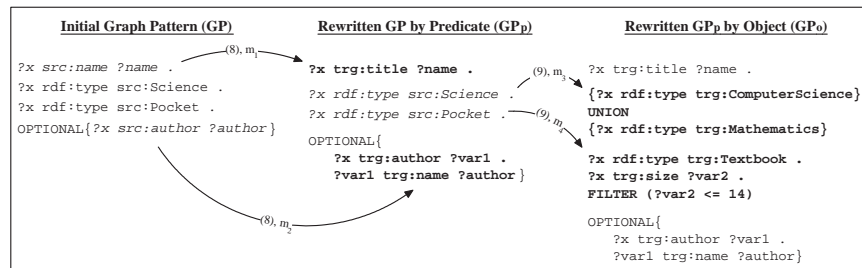 Initial Graph Pattern (GP)
?x src:name ?name .
?x rdf:type src:Science .
?x rdf:type src:Pocket .
OPTIONAL{?x src:author ?author}
(8), m1
(8), m2
Rewritten GP by Predicate (GPP)
?x trg:title ?name .
?x rdf:type src:Science .
?x rdf:type src:Pocket .
OPTIONAL{
?x trg:author ?var1 .
?var1 trg:name ?author}
(9), m3
(9), m4
Rewritten GPP by Object (GPO)
?x trg:title ?name .
{?x rdf:type trg:ComputerScience}
UNION
{?x rdf:type trg:Mathematics}
?x rdf:type trg:Textbook .
?x trg:size ?var2 .
FILTER (?var2 <= 14)
OPTIONAL{
?x trg:author ?var1 .
?var1 trg:name ?author}